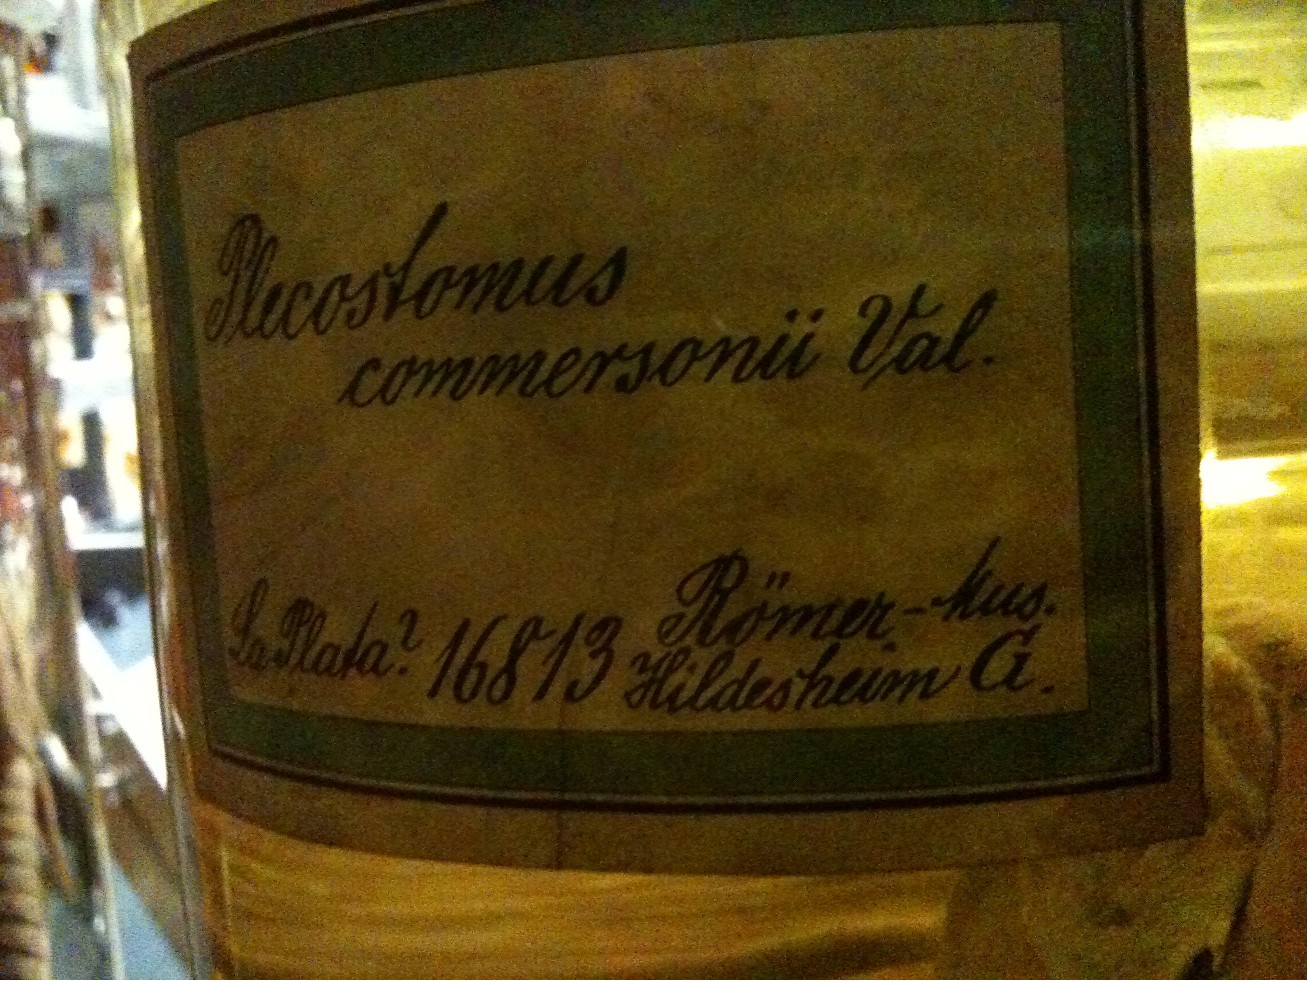 Plecostomus
commersonii Val.
La Plata? 16813 Römer-Mus.
Hildesheim G.